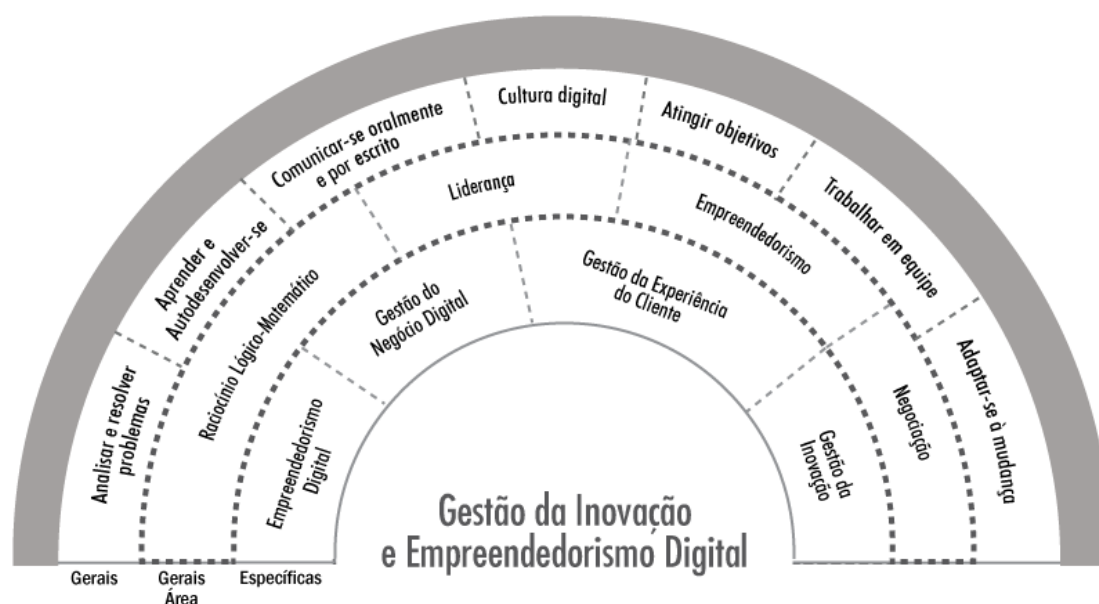 Analisar e resolver
problemas
Aprender e
Autodesenvolver-se
Comunicar-se oralmente
e por escrito
Cultura digital
Atingir objetivos
Trabalhar em equipe
Adaptar-se à mudança
Raciocínio Lógico-Matemático
Liderança
Empreendedorismo
Negociação
Empreendedorismo
Digital
Gestão do
Negócio Digital
Gestão da Experiência
do Cliente
Gestão da
Inovação
Gestão da Inovação
e Empreendedorismo Digital
Gerais
Gerais
Área
Específicas